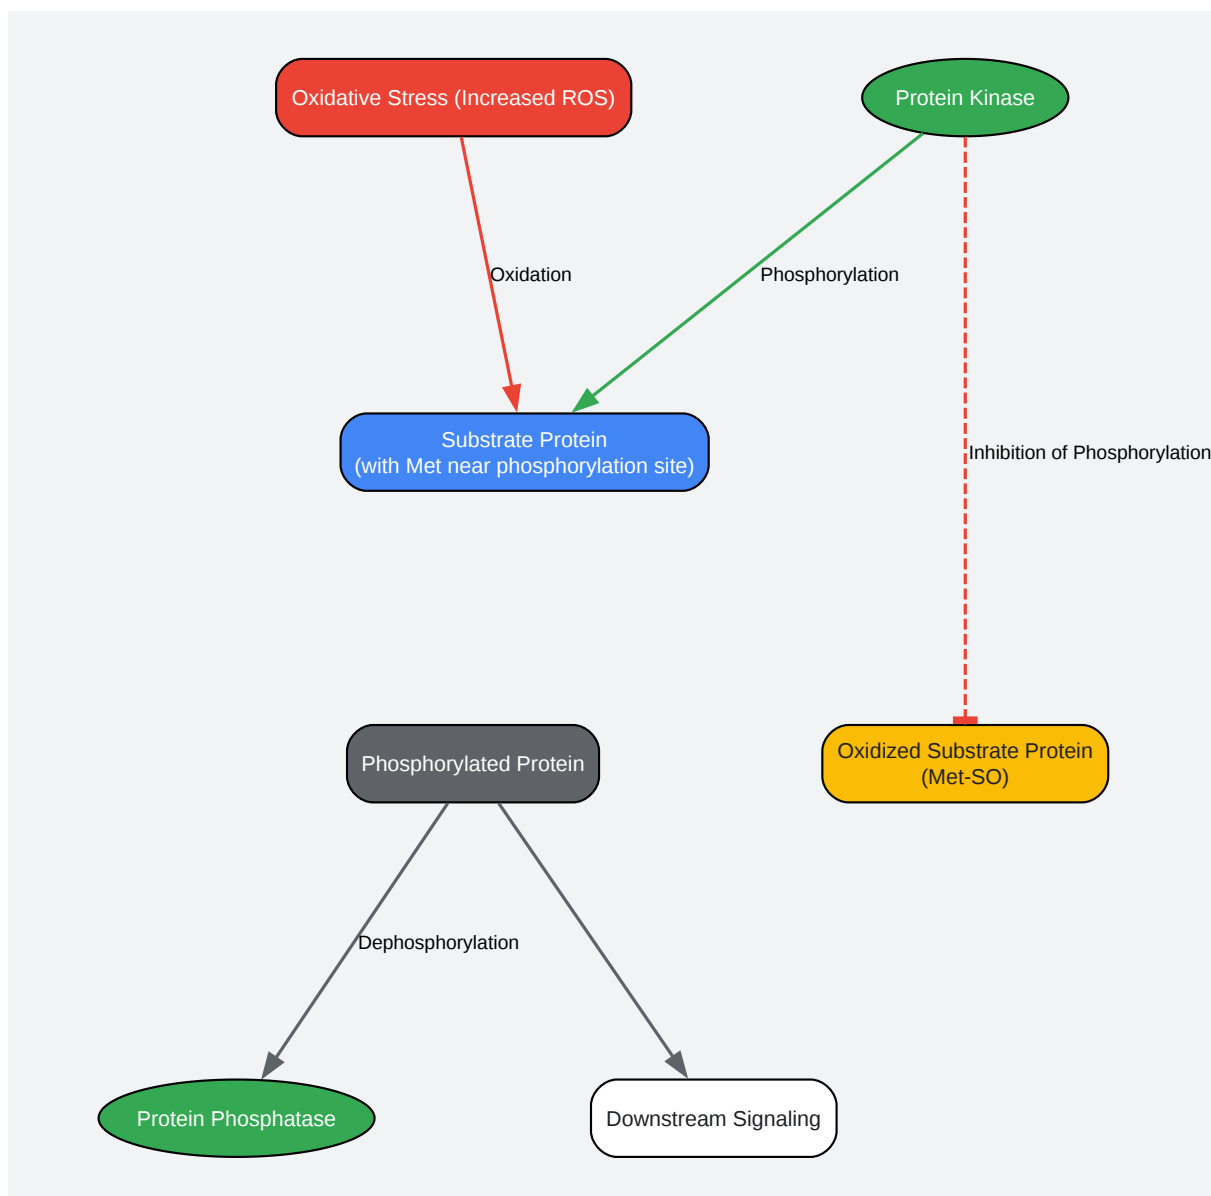 Oxidative Stress (Increased ROS)
Protein Kinase
Oxidation
Phosphorylation
Substrate Protein
(with Met near phosphorylation site)
Inhibition of Phosphorylation
Phosphorylated Protein
Oxidized Substrate Protein
(Met-SO)
Dephosphorylation
Protein Phosphatase
Downstream Signaling